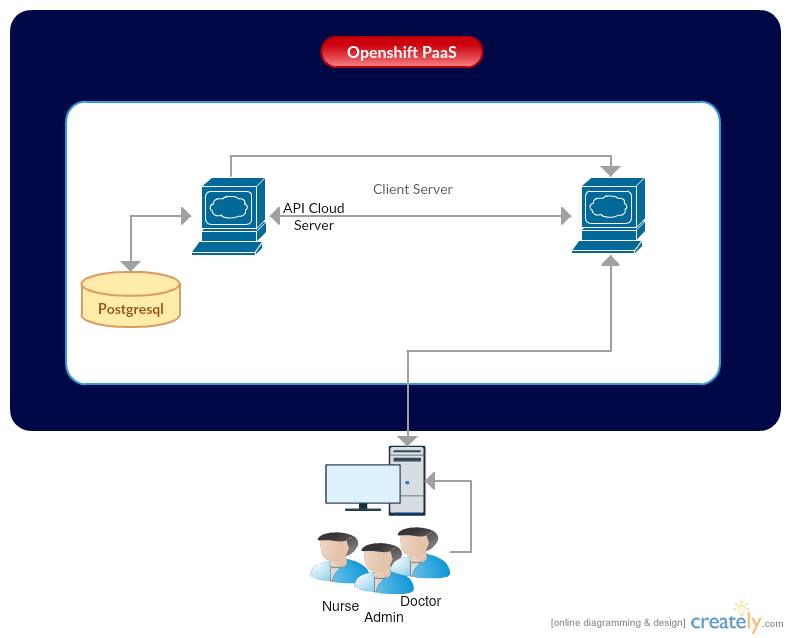 Openshift PaaS
Client Server
API Cloud
Server
Postgresql
Nurse
Doctor
Admin
[online diagramming & design] creately.com